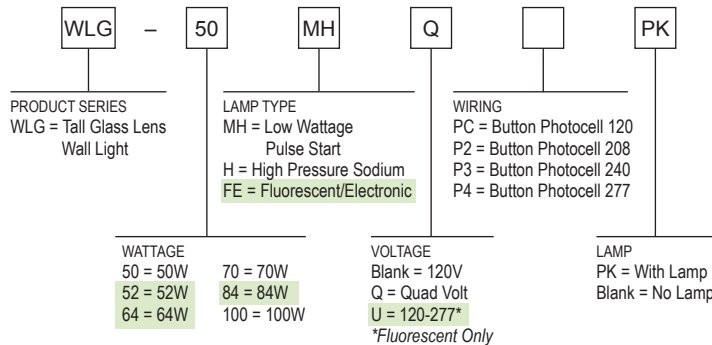 WLG – 50 MH Q PK
PRODUCT SERIES
WLG = Tall Glass Lens
Wall Light
LAMP TYPE
MH = Low Wattage
Pulse Start
H = High Pressure Sodium
FE = Fluorescent/Electronic
WIRING
PC = Button Photocell 120
P2 = Button Photocell 208
P3 = Button Photocell 240
P4 = Button Photocell 277
WATTAGE
50 = 50W 70 = 70W
52 = 52W 84 = 84W
64 = 64W 100 = 100W
VOLTAGE
Blank = 120V
Q = Quad Volt
U = 120-277*
*Fluorescent Only
LAMP
PK = With Lamp
Blank = No Lamp